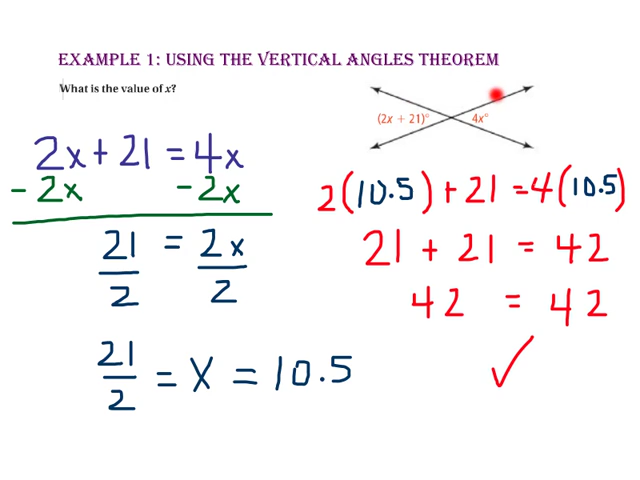 EXAMPLE 1: USING THE VERTICAL ANGLES THEOREM
What is the value of x?
(2x + 21)° 4x°
2x + 21 = 4x
- 2x - 2x
21 = 2x
2 2
21 = x = 10.5
2
2(10.5) + 21 = 4(10.5)
21 + 21 = 42
42 = 42
✓